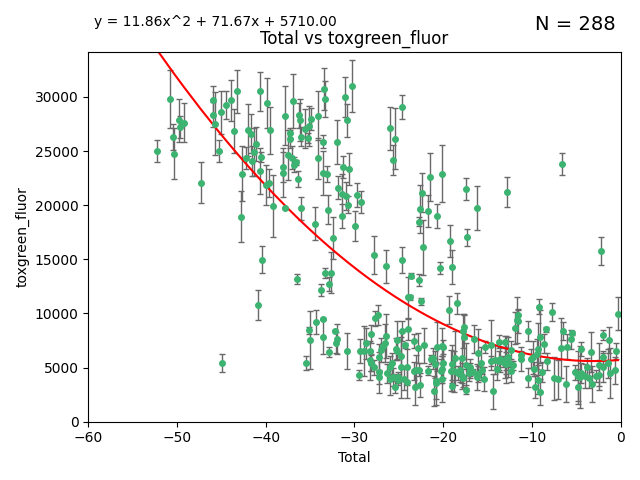 y = 11.86x^2 + 71.67x + 5710.00
N = 288
Total vs toxgreen_fluor
30000
25000
20000
15000
10000
5000
0
toxgreen_fluor
−60
−50
−40
−30
−20
−10
0
Total